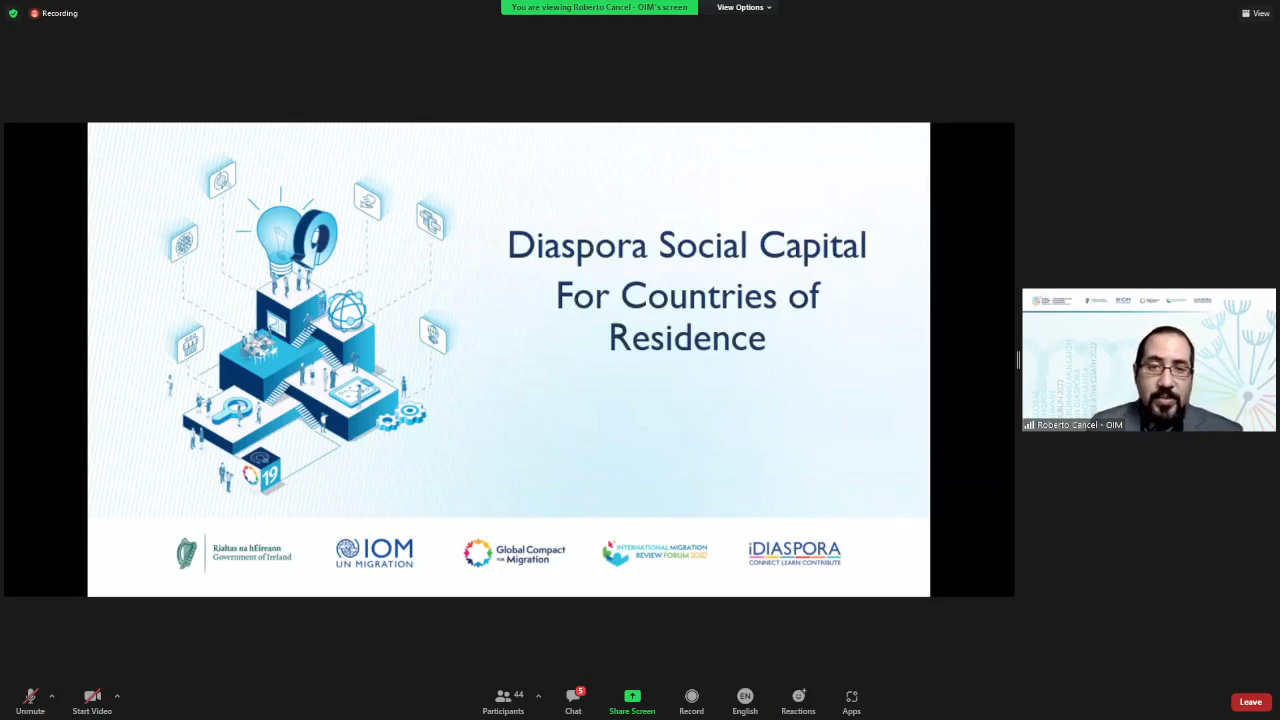 Recording
You are viewing Roberto Cancel - OIM's screen
View Options
View
Diaspora Social Capital
For Countries of
Residence
19
Rialtas na hÉireann
Government of Ireland
IOM
UN MIGRATION
Global Compact
FOR Migration
INTERNATIONAL MIGRATION
REVIEW FORUM 2022
iDIASPORA
CONNECT LEARN CONTRIBUTE
IOM
Roberto Cancel - OIM
Unmute
Start Video
44
Participants
5
Chat
Share Screen
Record
EN
English
Reactions
Apps
Leave